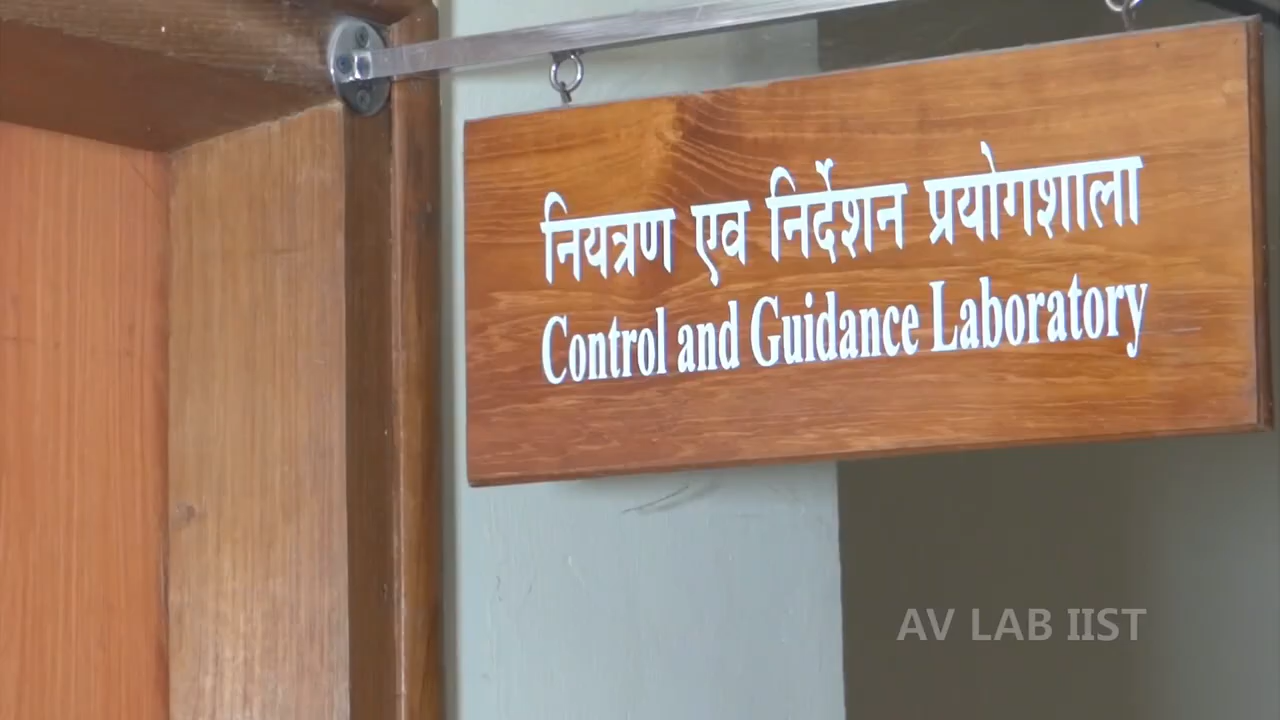 नियत्रण एव निर्देशन प्रयोगशाला
Control and Guidance Laboratory
AV LAB IIST